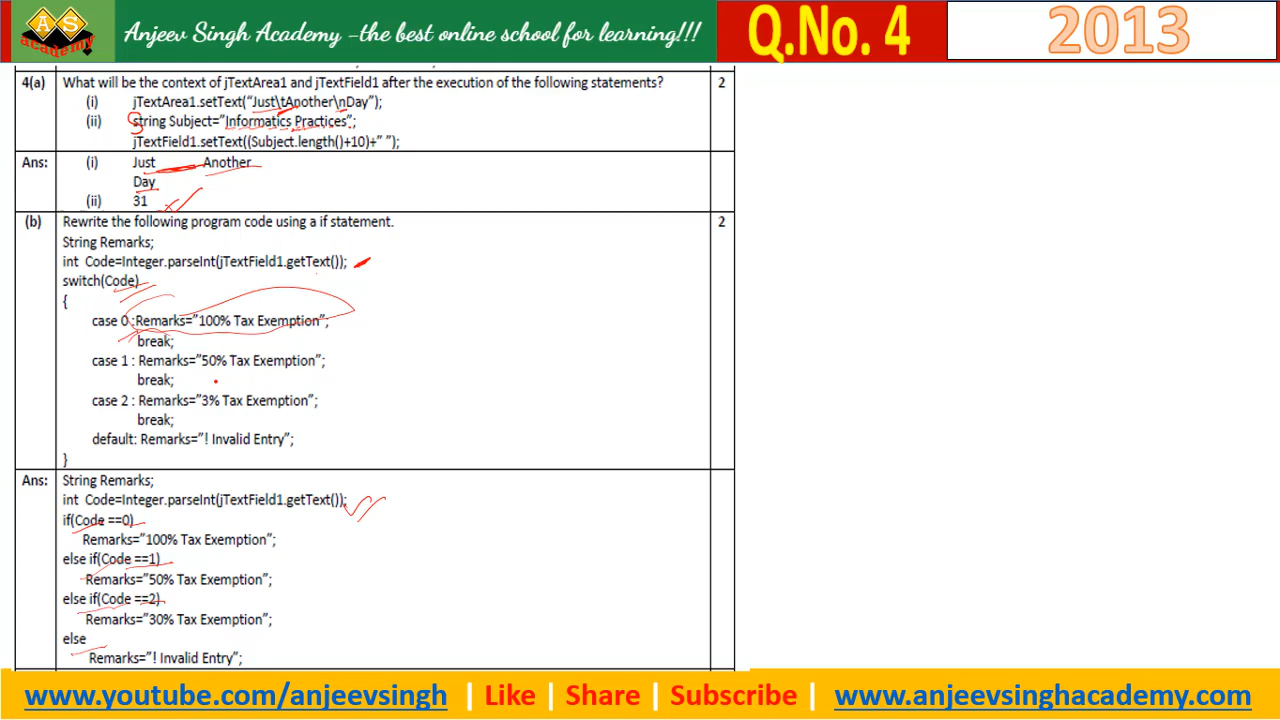 AS
academy
Anjeev Singh Academy -the best online school for learning!!!
Q.No. 4
2013
4(a) What will be the context of jTextArea1 and jTextField1 after the execution of the following statements? 2
(i) jTextArea1.setText("Just\tAnother\nDay");
(ii) string Subject="Informatics Practices";
S
jTextField1.setText((Subject.length()+10)+" ");
Ans: (i) Just Another
Day
(ii) 31
(b) Rewrite the following program code using a if statement. 2
String Remarks;
int Code=Integer.parseInt(jTextField1.getText());
switch(Code)
{
case 0 :Remarks="100% Tax Exemption";
break;
case 1 : Remarks="50% Tax Exemption";
break;
case 2 : Remarks="3% Tax Exemption";
break;
default: Remarks="! Invalid Entry";
}
Ans: String Remarks;
int Code=Integer.parseInt(jTextField1.getText());
if(Code ==0)
Remarks="100% Tax Exemption";
else if(Code ==1)
Remarks="50% Tax Exemption";
else if(Code ==2)
Remarks="30% Tax Exemption";
else
Remarks="! Invalid Entry";
www.youtube.com/anjeevsingh | Like | Share | Subscribe | www.anjeevsinghacademy.com